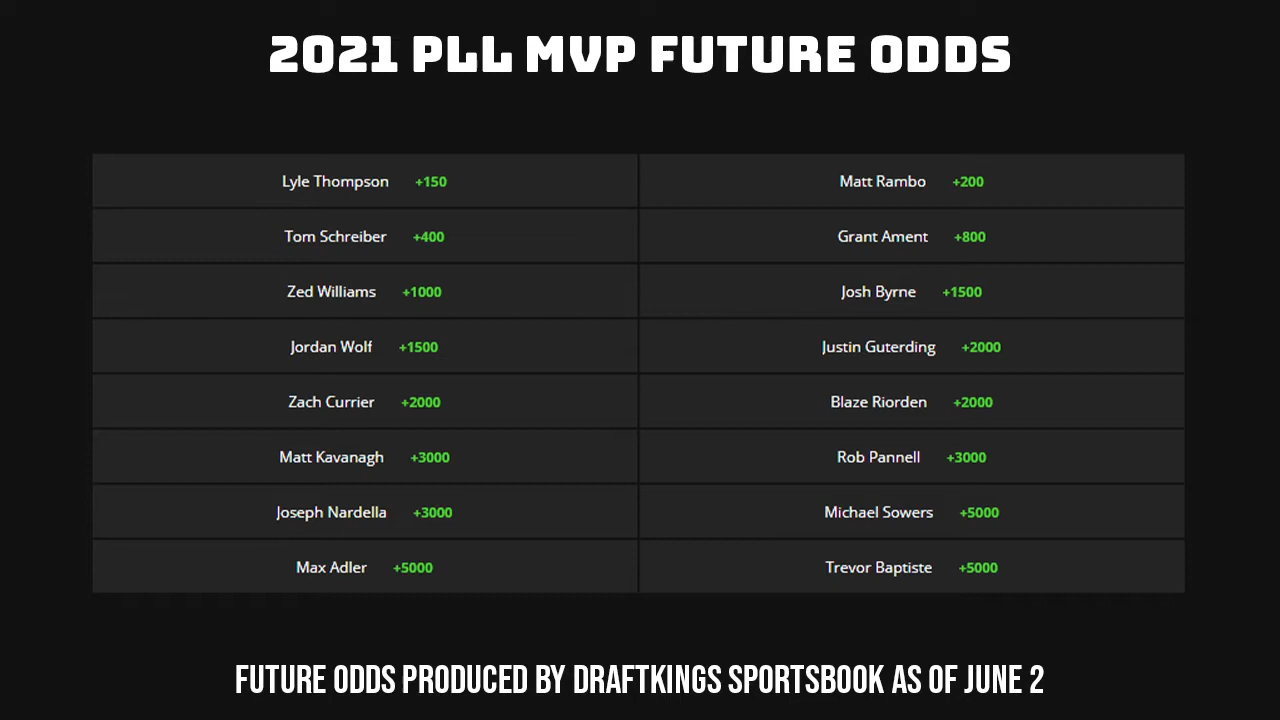 2021 PLL MVP FUTURE ODDS
Lyle Thompson +150 Matt Rambo +200
Tom Schreiber +400 Grant Ament +800
Zed Williams +1000 Josh Byrne +1500
Jordan Wolf +1500 Justin Guterding +2000
Zach Currier +2000 Blaze Riorden +2000
Matt Kavanagh +3000 Rob Pannell +3000
Joseph Nardella +3000 Michael Sowers +5000
Max Adler +5000 Trevor Baptiste +5000
FUTURE ODDS PRODUCED BY DRAFTKINGS SPORTSBOOK AS OF JUNE 2